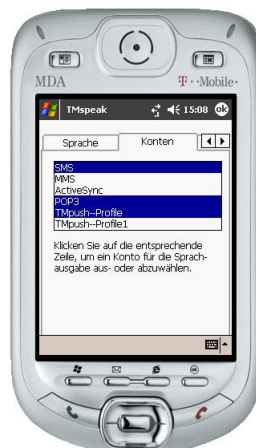 MDA
T··Mobile·
TMspeak 15:08 ok
Sprache Konten
SMS
MMS
ActiveSync
POP3
TMpush--Profile
TMpush--Profile1
Klicken Sie auf die entsprechende
Zeile, um ein Konto für die Sprach-
ausgabe aus- oder abzuwählen.